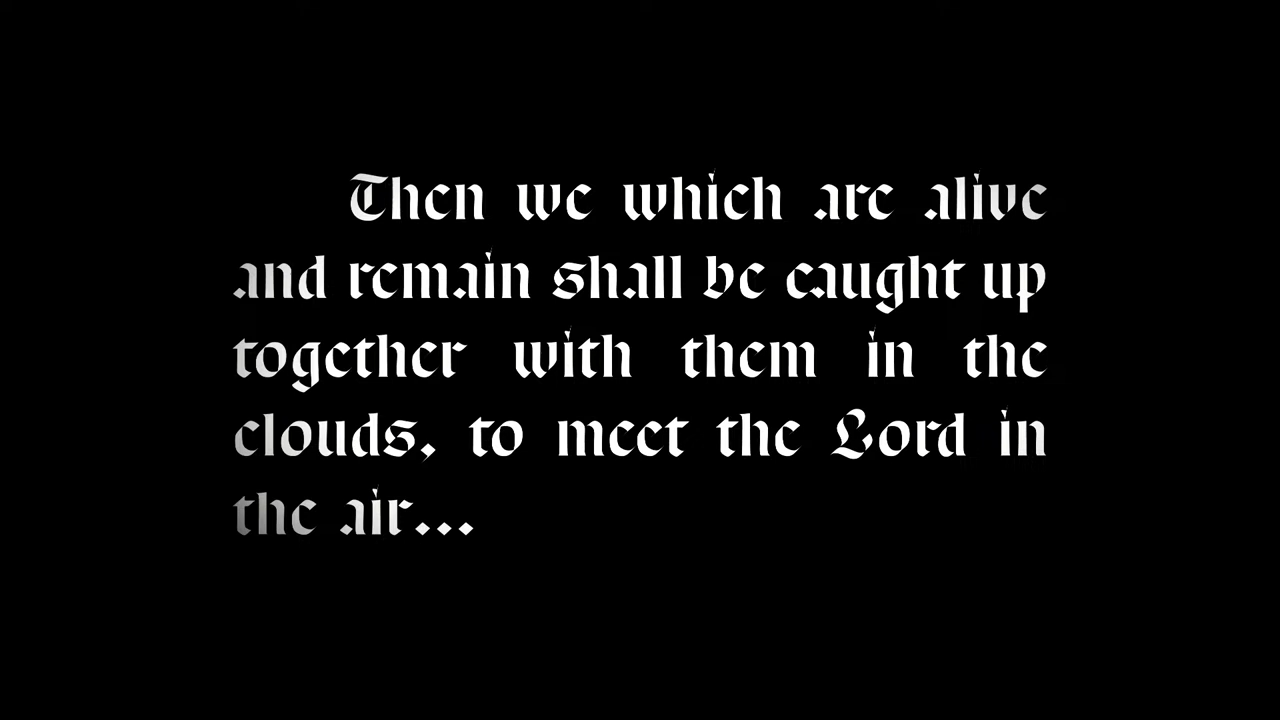 Then we which are alive
and remain shall be caught up
together with them in the
clouds, to meet the Lord in
the air...